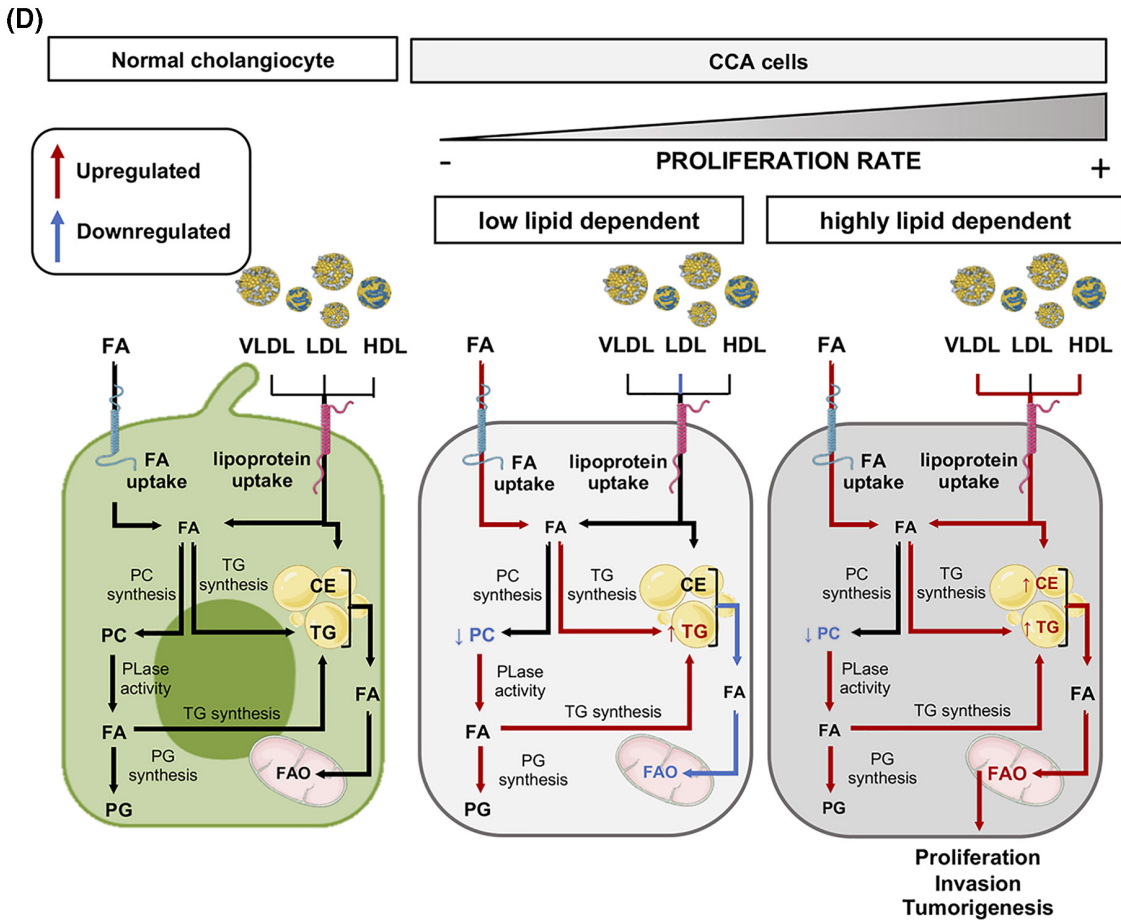 (D)
Normal cholangiocyte
CCA cells
- PROLIFERATION RATE +
Upregulated
Downregulated
low lipid dependent
highly lipid dependent
FA
VLDL LDL HDL
FA
uptake
lipoprotein
uptake
FA
PC
synthesis
TG
synthesis
CE
TG
PC
PLase
activity
FA
FA
TG synthesis
PG
synthesis
FAO
PG
FA
VLDL LDL HDL
FA
uptake
lipoprotein
uptake
FA
PC
synthesis
TG
synthesis
CE
↑ TG
↓ PC
PLase
activity
FA
FA
TG synthesis
PG
synthesis
FAO
PG
FA
VLDL LDL HDL
FA
uptake
lipoprotein
uptake
FA
PC
synthesis
TG
synthesis
↑ CE
↑ TG
↓ PC
PLase
activity
FA
FA
TG synthesis
PG
synthesis
FAO
PG
Proliferation
Invasion
Tumorigenesis